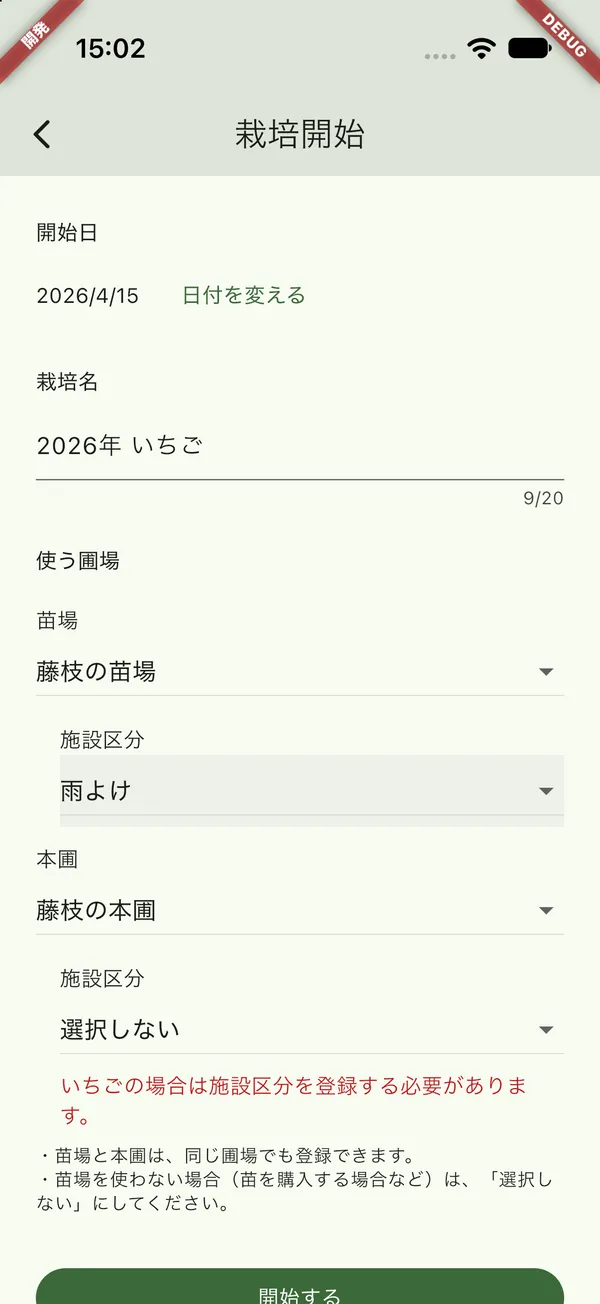 開発
DEBUG
15:02
栽培開始
開始日
2026/4/15 日付を変える
栽培名
2026年 いちご
9/20
使う圃場
苗場
藤枝の苗場
施設区分
雨よけ
本圃
藤枝の本圃
施設区分
選択しない
いちごの場合は施設区分を登録する必要がありま
す。
・苗場と本圃は、同じ圃場でも登録できます。
・苗場を使わない場合（苗を購入する場合など）は、「選択し
ない」にしてください。
開始する